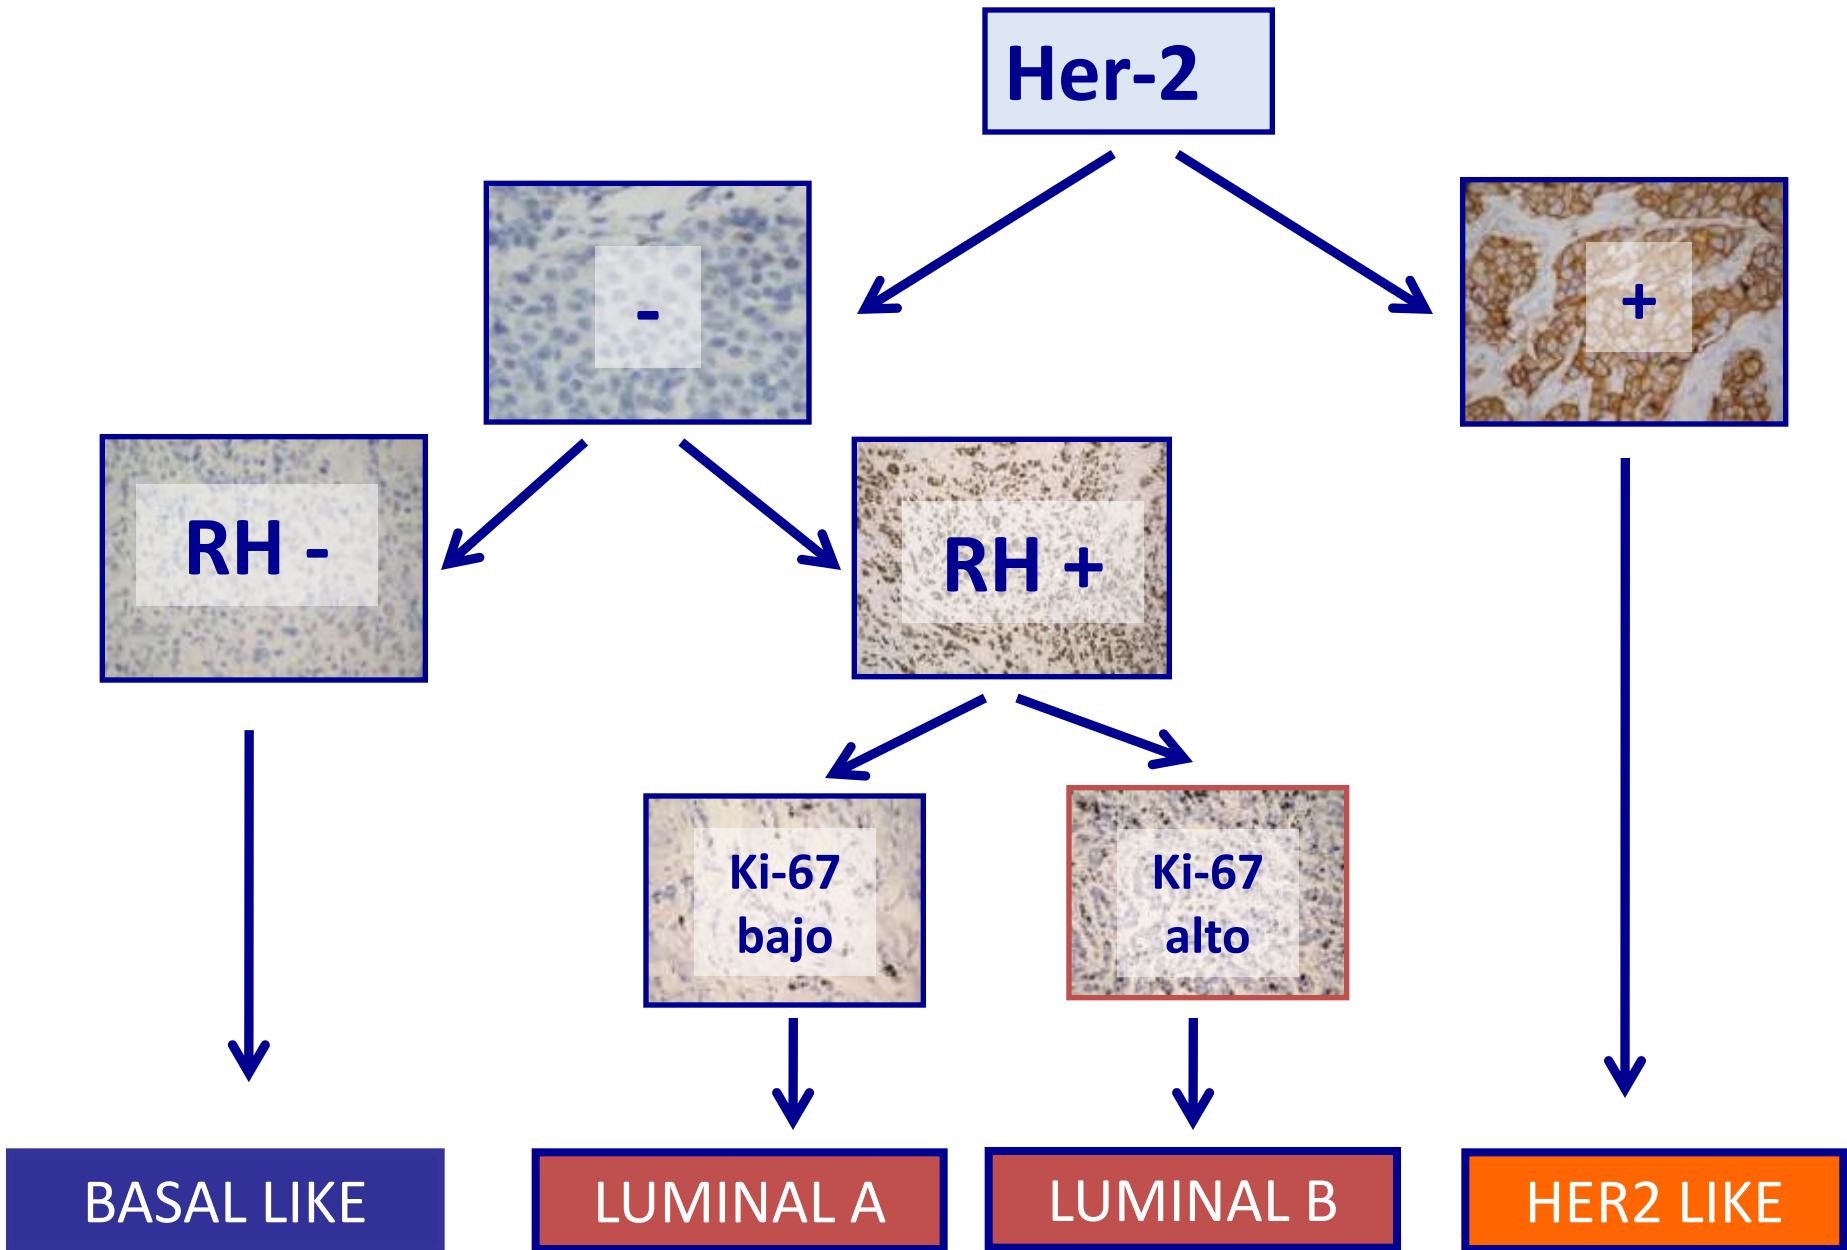 Her-2
-
+
RH -
RH +
Ki-67
bajo
Ki-67
alto
BASAL LIKE
LUMINAL A
LUMINAL B
HER2 LIKE